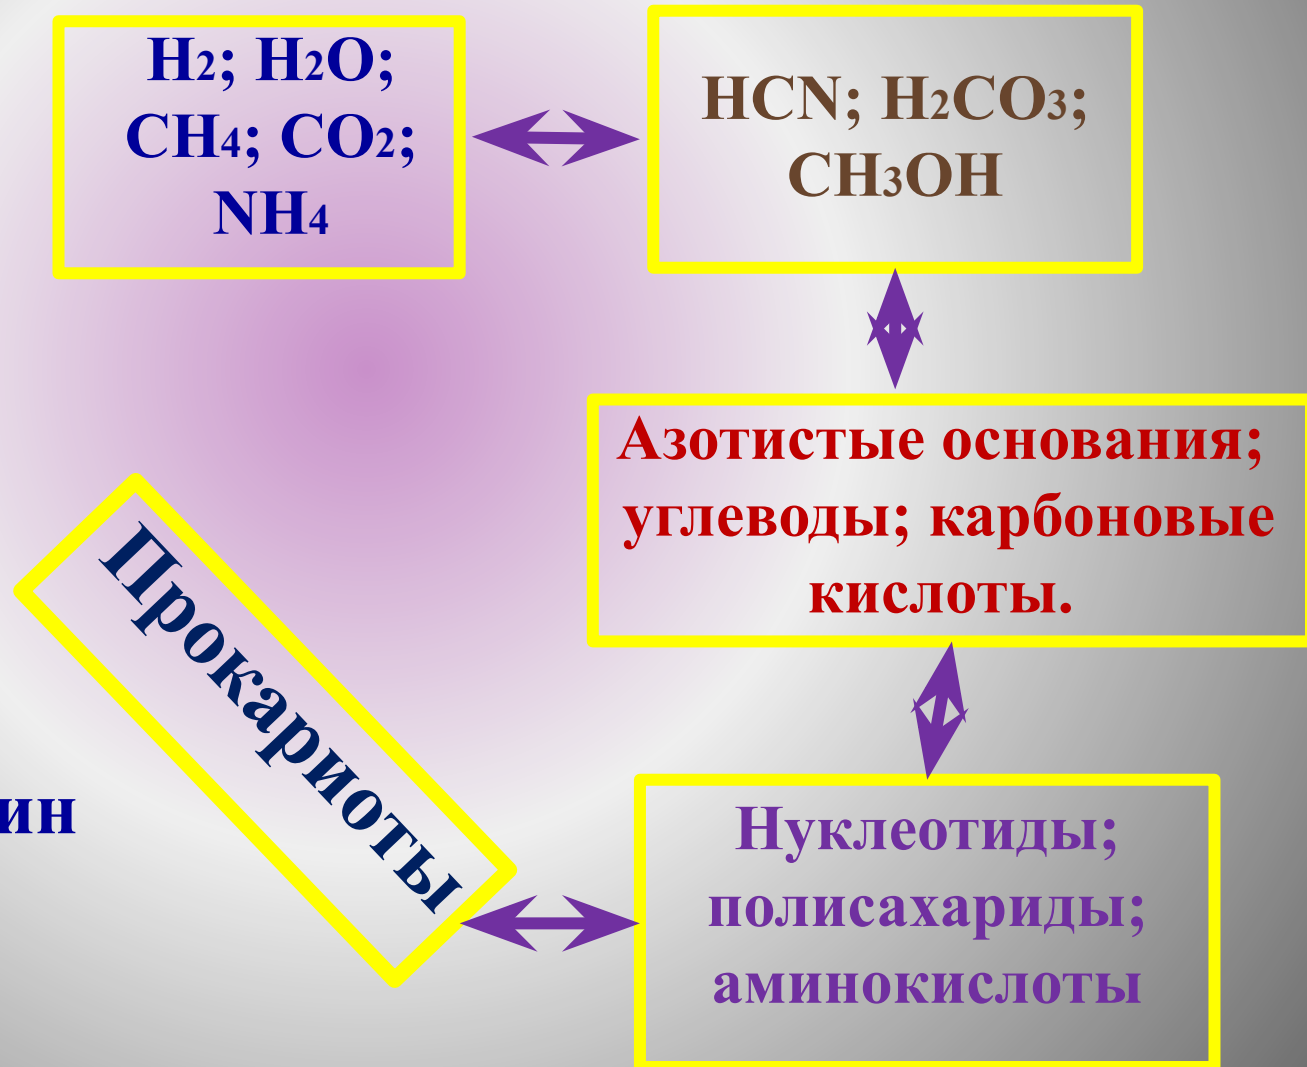 H2; H2O;
CH4; CO2;
NH4
HCN; H2CO3;
CH3OH
Азотистые основания;
углеводы; карбоновые
кислоты.
Прокариоты
ин
Нуклеотиды;
полисахариды;
аминокислоты